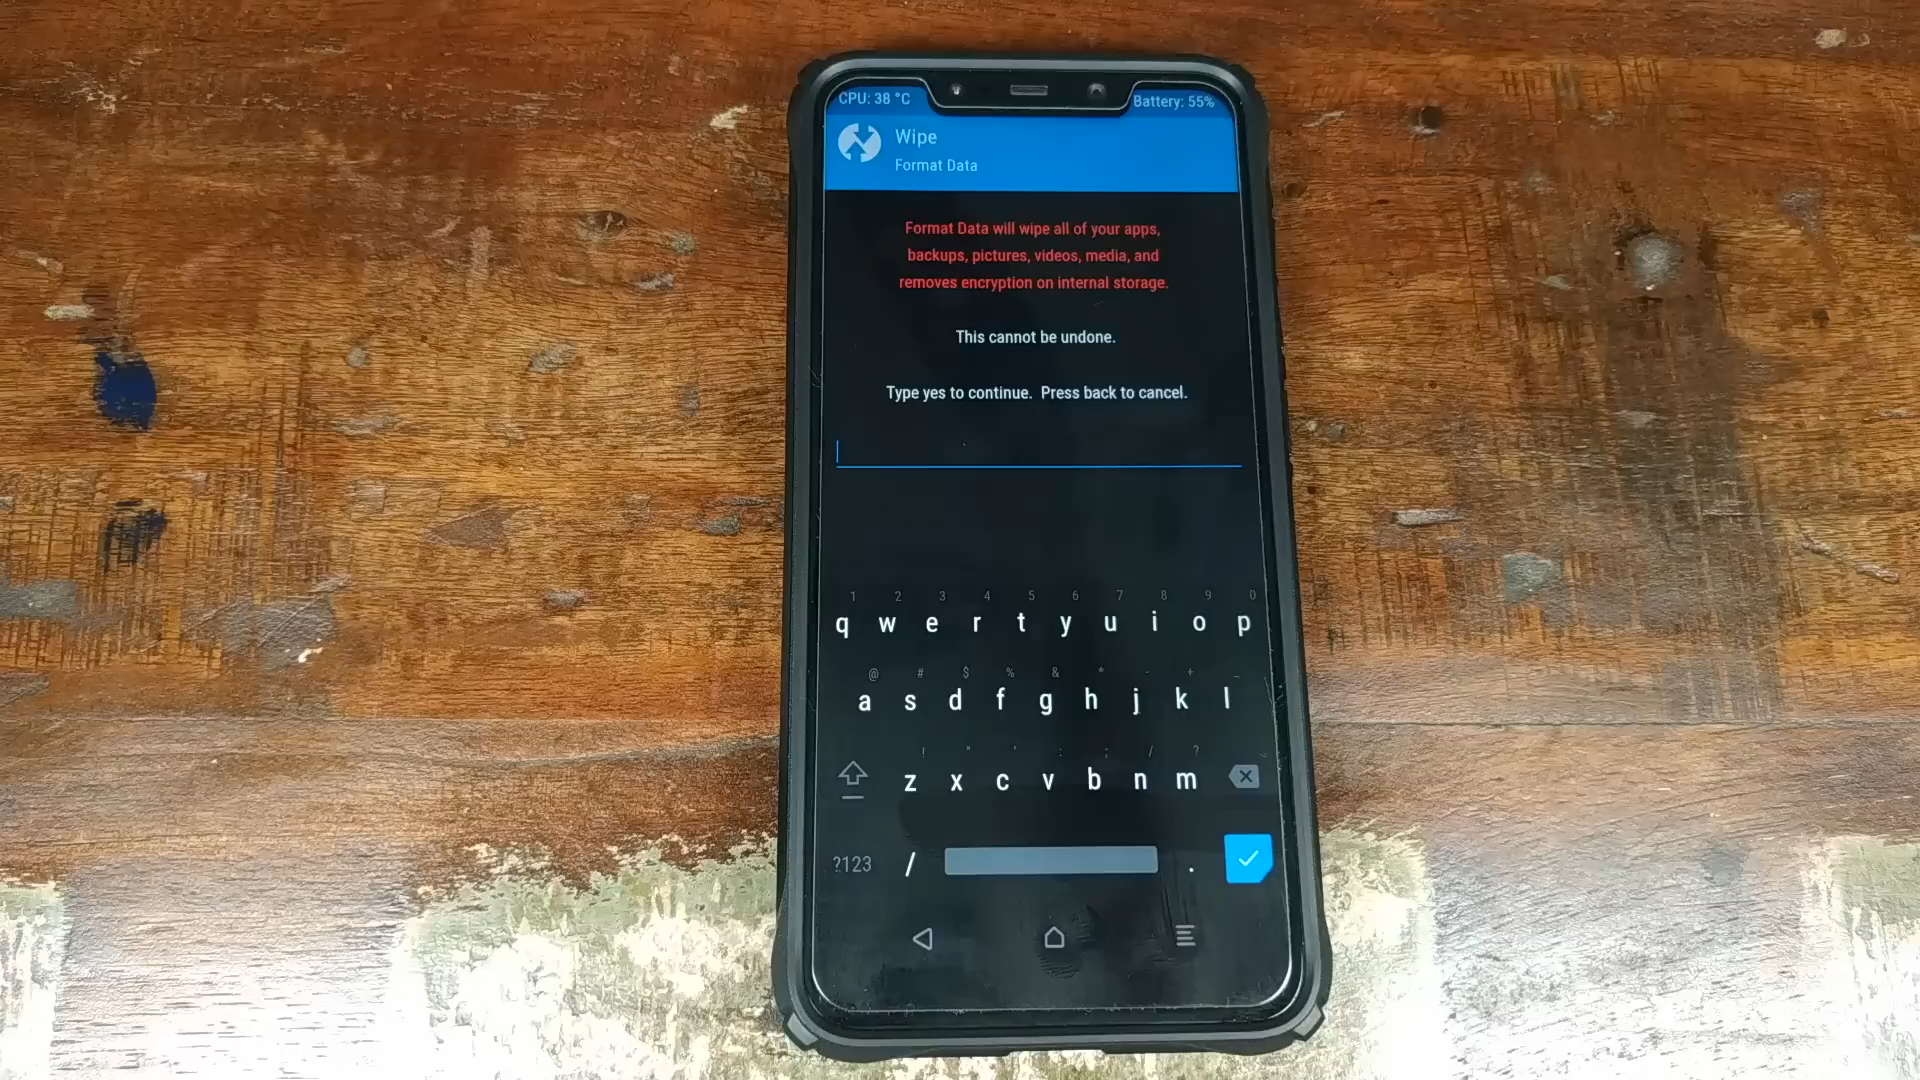 CPU: 38 °C
Battery: 55%
Wipe
Format Data
Format Data will wipe all of your apps,
backups, pictures, videos, media, and
removes encryption on internal storage.
This cannot be undone.
Type yes to continue.  Press back to cancel.
1 2 3 4 5 6 7 8 9 0
q w e r t y u i o p
@ # $ % & * - + _
a s d f g h j k l
! " ' : ; / ?
z x c v b n m
?123 / .